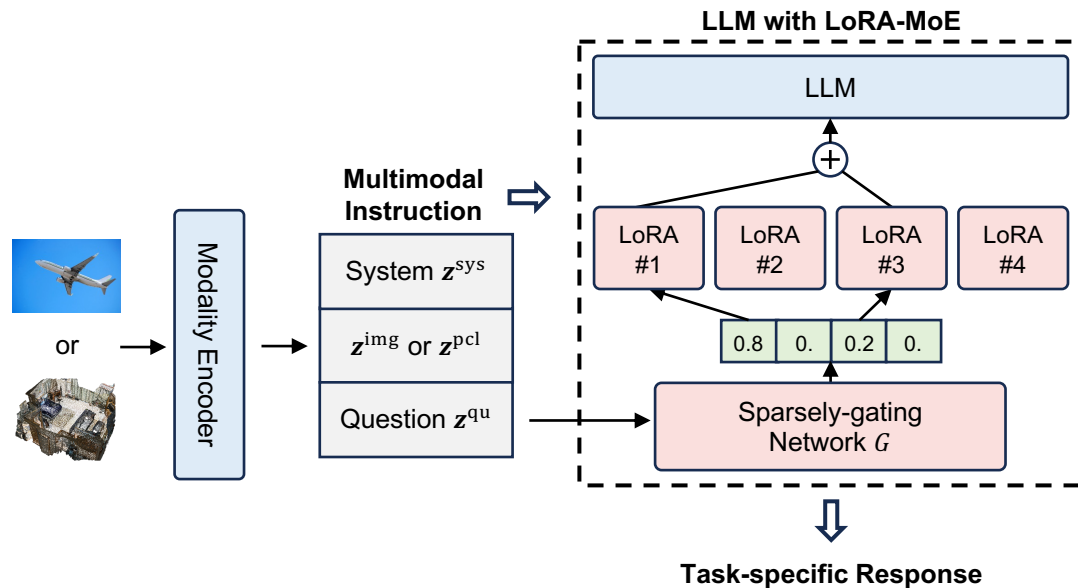 LLM with LoRA-MoE
LLM
+
Multimodal
Instruction
LoRA
#1
LoRA
#2
LoRA
#3
LoRA
#4
Modality Encoder
System z^sys
or
z^img or z^pcl
0.8 0. 0.2 0.
Question z^qu
Sparsely-gating
Network G
Task-specific Response